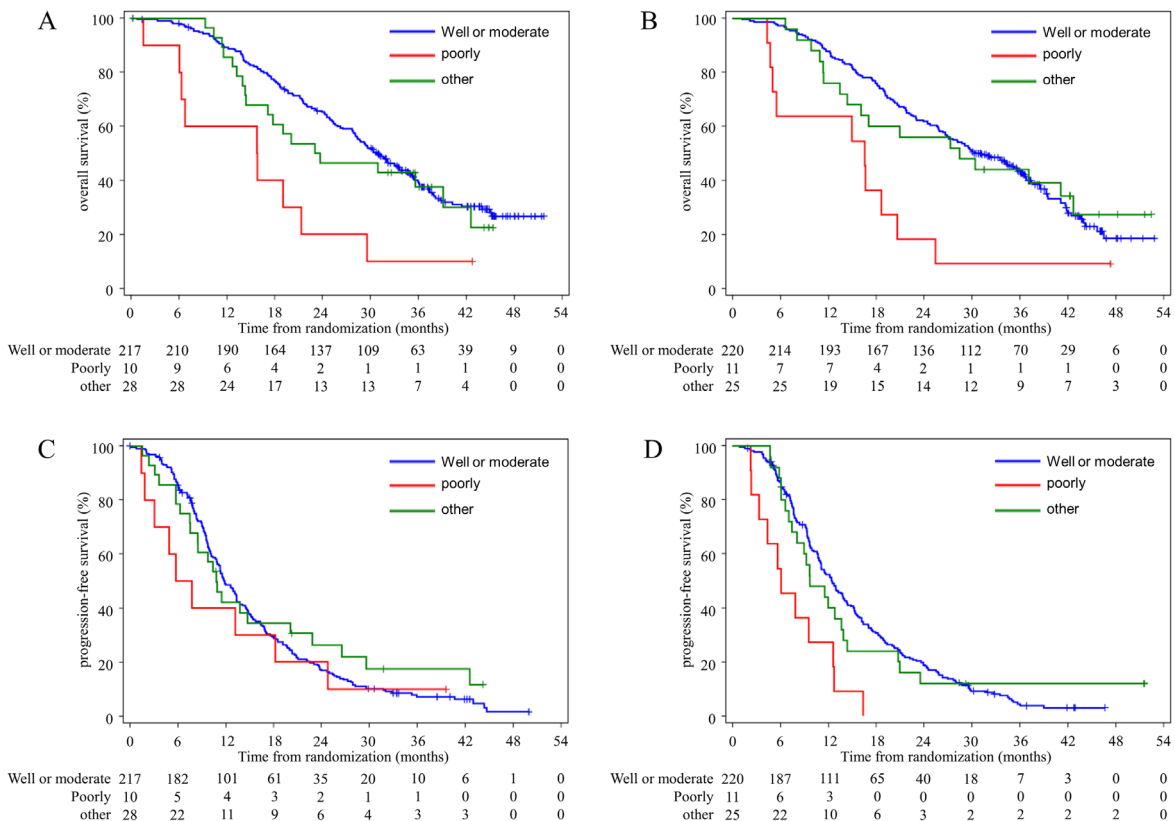 A
overall survival (%)
100
80
60
40
20
0
Well or moderate
poorly
other
0 6 12 18 24 30 36 42 48 54
Time from randomization (months)
Well or moderate 217 210 190 164 137 109 63 39 9 0
Poorly 10 9 6 4 2 1 1 1 0 0
other 28 28 24 17 13 13 7 4 0 0
B
overall survival (%)
100
80
60
40
20
0
Well or moderate
poorly
other
0 6 12 18 24 30 36 42 48 54
Time from randomization (months)
Well or moderate 220 214 193 167 136 112 70 29 6 0
Poorly 11 7 7 4 2 1 1 1 0 0
other 25 25 19 15 14 12 9 7 3 0
C
progression-free survival (%)
100
80
60
40
20
0
Well or moderate
poorly
other
0 6 12 18 24 30 36 42 48 54
Time from randomization (months)
Well or moderate 217 182 101 61 35 20 10 6 1 0
Poorly 10 5 4 3 2 1 1 0 0 0
other 28 22 11 9 6 4 3 3 0 0
D
progression-free survival (%)
100
80
60
40
20
0
Well or moderate
poorly
other
0 6 12 18 24 30 36 42 48 54
Time from randomization (months)
Well or moderate 220 187 111 65 40 18 7 3 0 0
Poorly 11 6 3 0 0 0 0 0 0 0
other 25 22 10 6 3 2 2 2 2 0